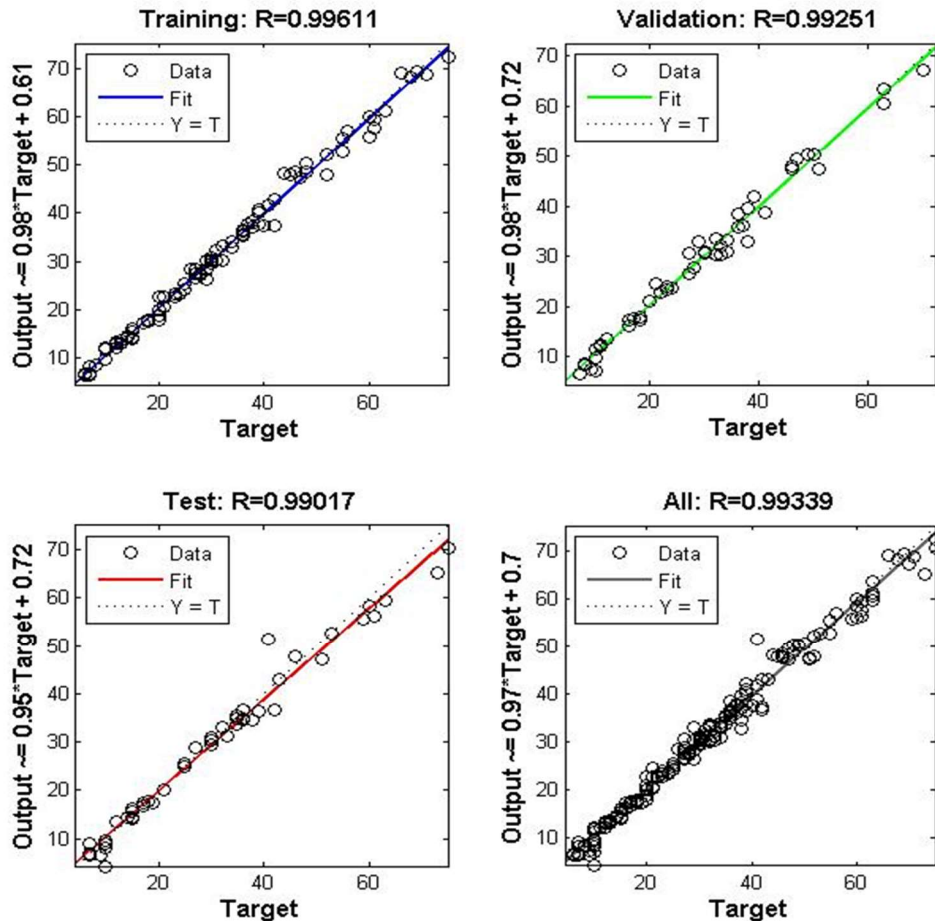 Training: R=0.99611
Output ~= 0.98*Target + 0.61
70
60
50
40
30
20
10
Data
Fit
Y = T
20
40
60
Target
Validation: R=0.99251
Output ~= 0.98*Target + 0.72
70
60
50
40
30
20
10
Data
Fit
Y = T
20
40
60
Target
Test: R=0.99017
Output ~= 0.95*Target + 0.72
70
60
50
40
30
20
10
Data
Fit
Y = T
20
40
60
Target
All: R=0.99339
Output ~= 0.97*Target + 0.7
70
60
50
40
30
20
10
Data
Fit
Y = T
20
40
60
Target